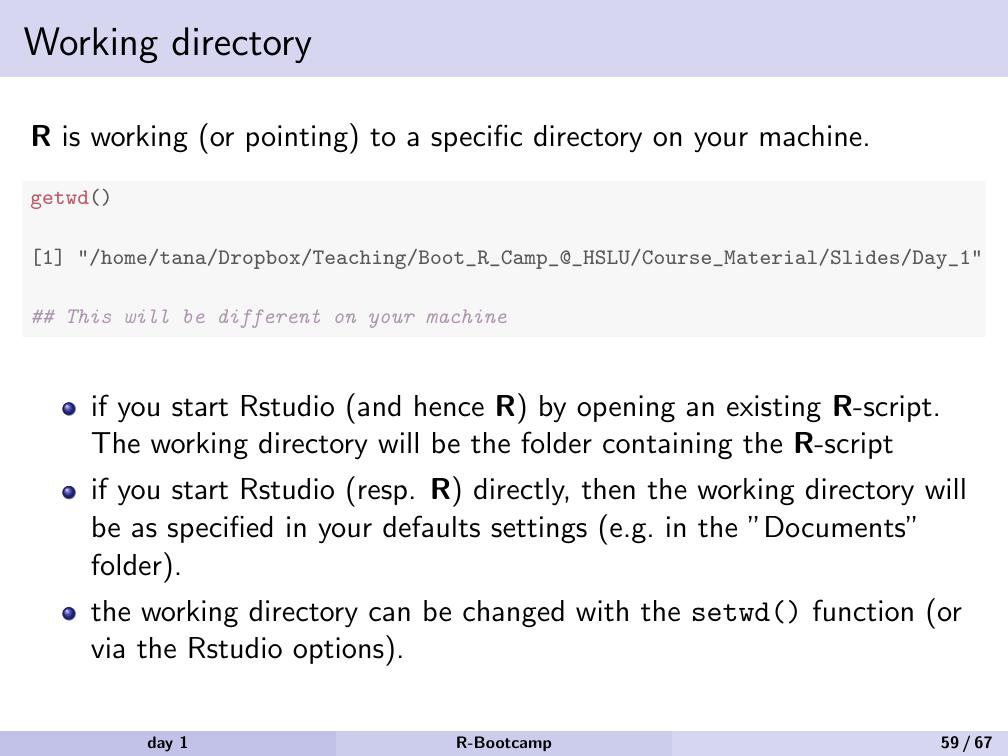 Working directory
R is working (or pointing) to a specific directory on your machine.
getwd()
[1] "/home/tana/Dropbox/Teaching/Boot_R_Camp_@_HSLU/Course_Material/Slides/Day_1"
## This will be different on your machine
if you start Rstudio (and hence R) by opening an existing R-script.
The working directory will be the folder containing the R-script
if you start Rstudio (resp. R) directly, then the working directory will
be as specified in your defaults settings (e.g. in the ”Documents”
folder).
the working directory can be changed with the setwd() function (or
via the Rstudio options).
day 1 R-Bootcamp 59 / 67